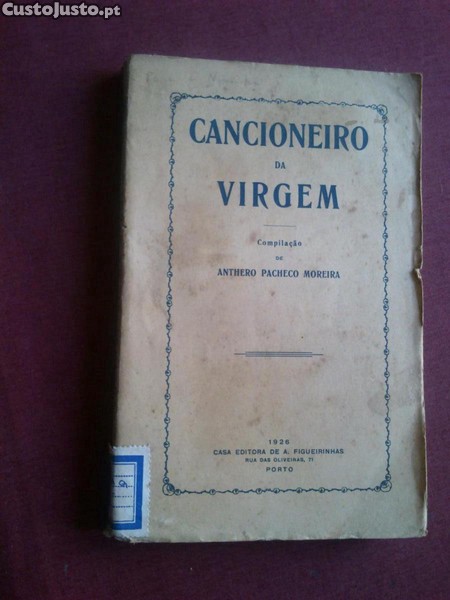 CustoJusto.pt
CANCIONEIRO
DA
VIRGEM
Compilação
DE
ANTHERO PACHECO MOREIRA
1926
CASA EDITORA DE A. FIGUEIRINHAS
RUA DAS OLIVEIRAS, 71
PORTO